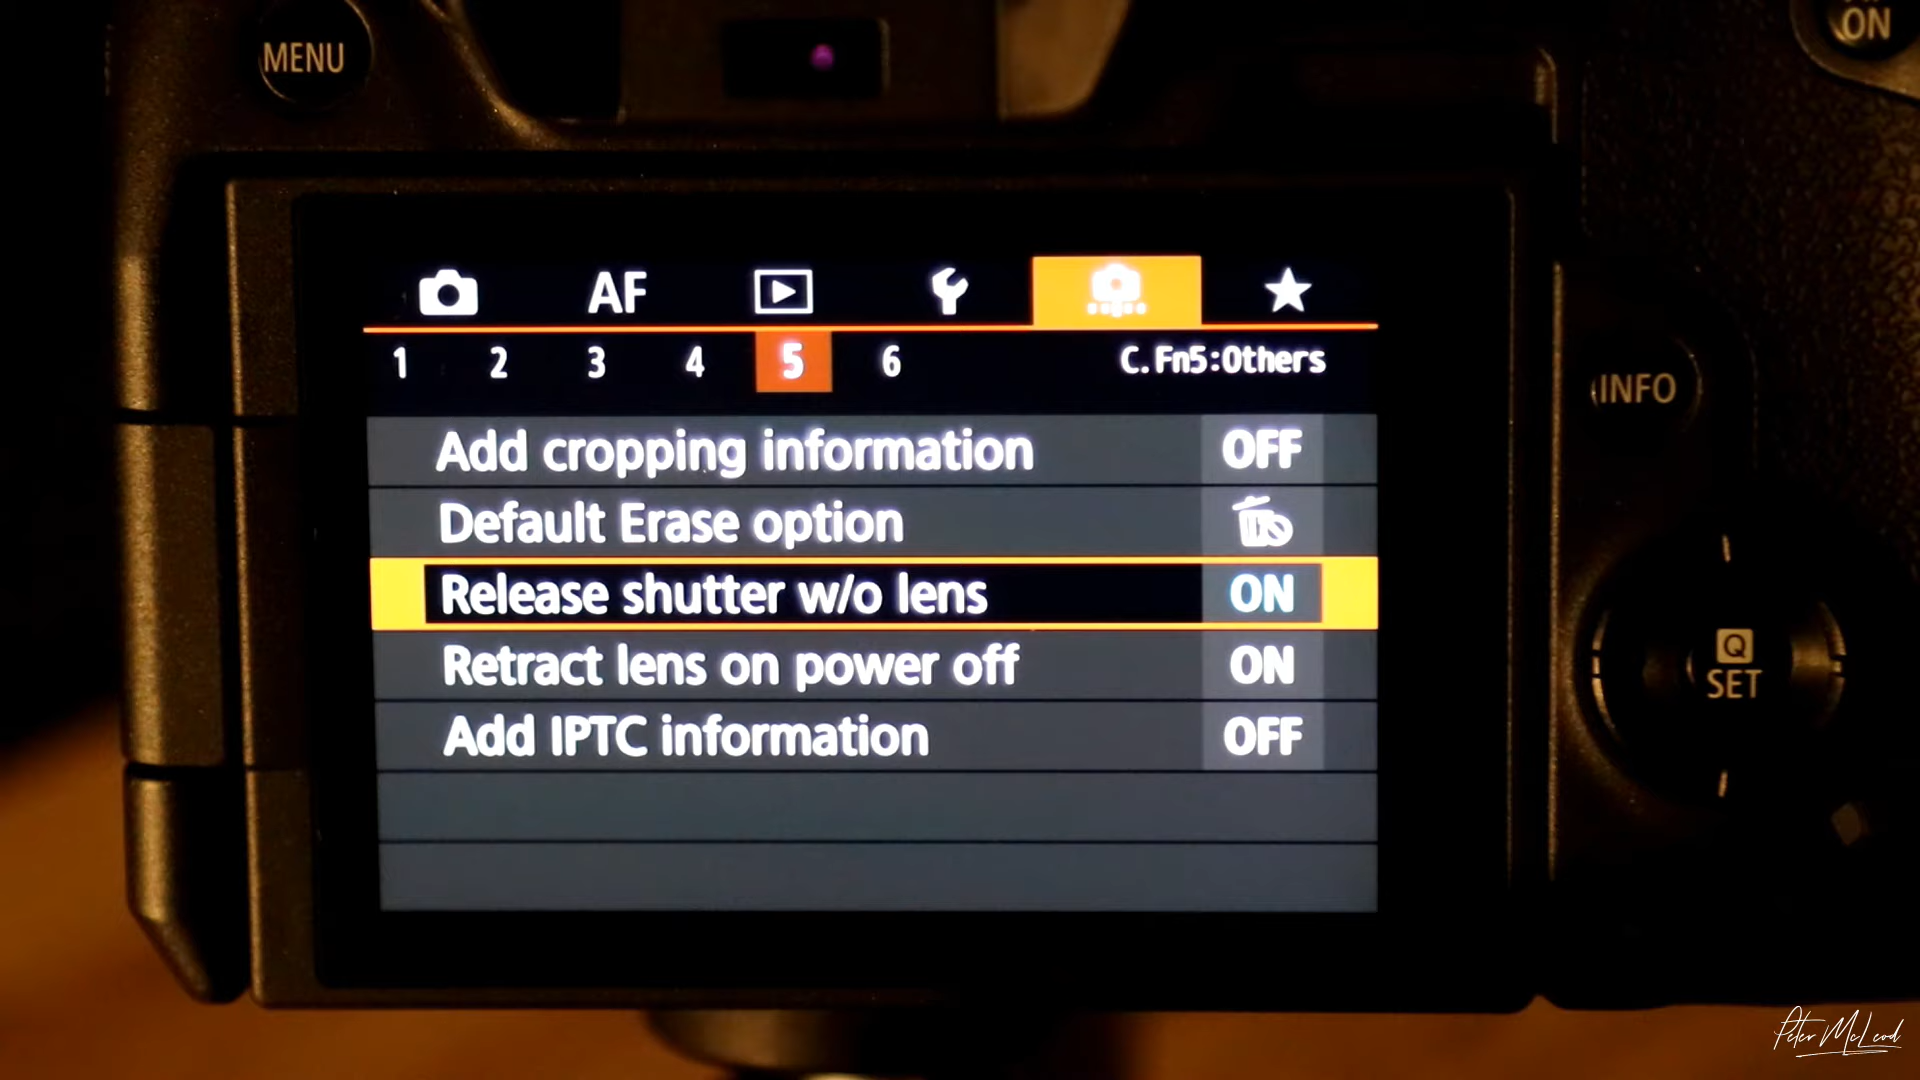 MENU
ON
AF
1 2 3 4 5 6 C.Fn5:Others
INFO
Add cropping information OFF
Default Erase option
Release shutter w/o lens ON
Retract lens on power off ON
Add IPTC information OFF
Q
SET
Peter McLeod